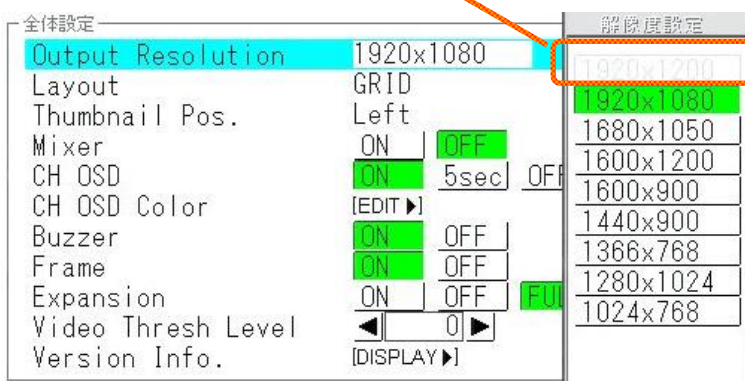 全体設定
Output Resolution 1920x1080
Layout GRID
Thumbnail Pos. Left
Mixer ON OFF
CH OSD ON 5sec OF
CH OSD Color [EDIT▶]
Buzzer ON OFF
Frame ON OFF
Expansion ON OFF FUL
Video Thresh Level ◀ 0 ▶
Version Info. [DISPLAY▶]
解像度設定
1920x1200
1920x1080
1680x1050
1600x1200
1600x900
1440x900
1366x768
1280x1024
1024x768